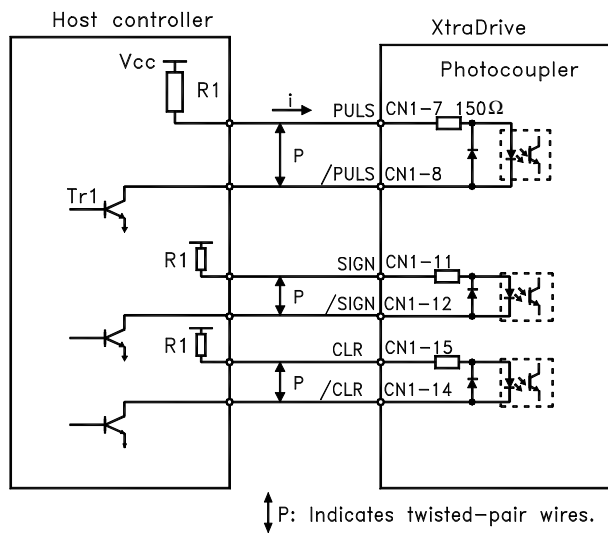 Host controller
XtraDrive
Vcc
R1
i
PULS
CN1-7 150Ω
Photocoupler
P
Tr1
/PULS
CN1-8
R1
SIGN
CN1-11
P
/SIGN
CN1-12
R1
CLR
CN1-15
P
/CLR
CN1-14
P: Indicates twisted-pair wires.